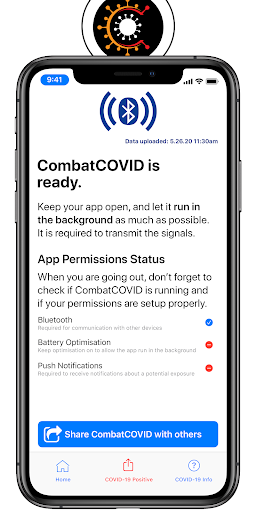 9:41
Data uploaded: 5.26.20 11:30am
CombatCOVID is
ready.
Keep your app open, and let it run in
the background as much as possible.
It is required to transmit the signals.
App Permissions Status
When you are going out, don't forget to
check if CombatCOVID is running and
if your permissions are setup properly.
Bluetooth
Required for communication with other devices
Battery Optimisation
Keep optimisation on to allow the app run in the background
Push Notifications
Required to receive notifications about a potential exposure
Share CombatCOVID with others
Home COVID-19 Positive COVID-19 Info